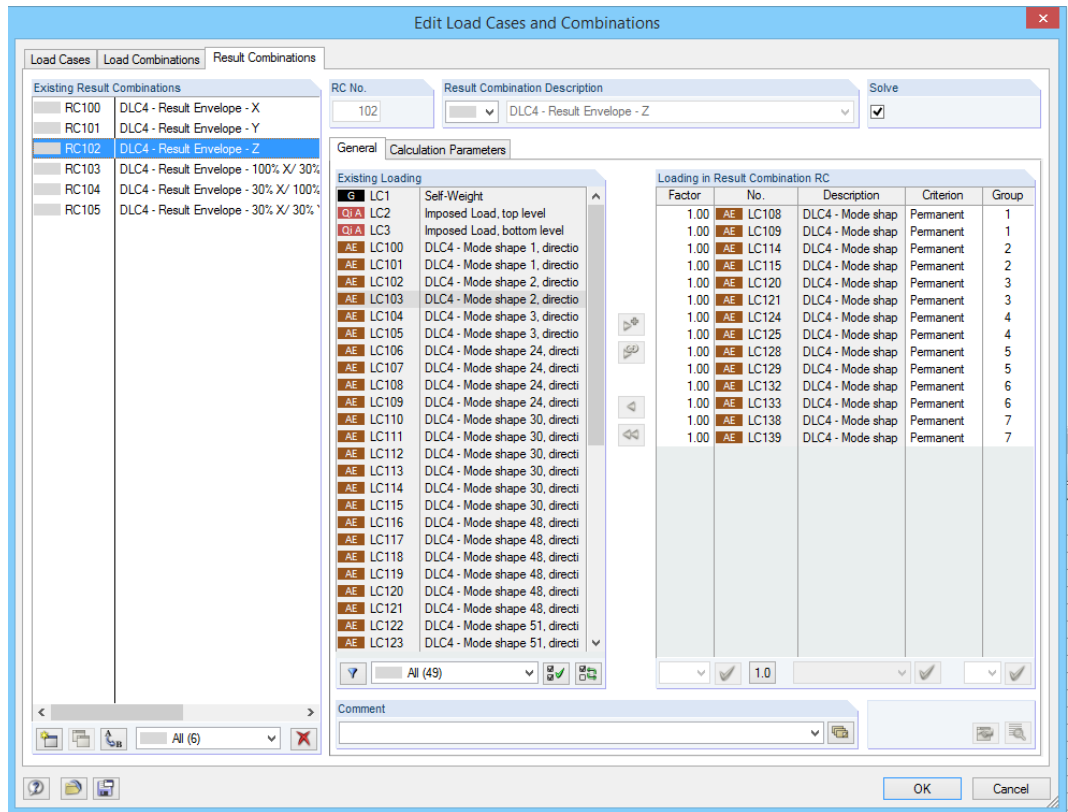 Edit Load Cases and Combinations
Load Cases Load Combinations Result Combinations
Existing Result Combinations
RC100 DLC4 - Result Envelope - X
RC101 DLC4 - Result Envelope - Y
RC102 DLC4 - Result Envelope - Z
RC103 DLC4 - Result Envelope - 100% X/ 30%
RC104 DLC4 - Result Envelope - 30% X/ 100%
RC105 DLC4 - Result Envelope - 30% X/ 30%
All (6)
RC No.
102
Result Combination Description
DLC4 - Result Envelope - Z
Solve
General Calculation Parameters
Existing Loading
G LC1 Self-Weight
Qi A LC2 Imposed Load, top level
Qi A LC3 Imposed Load, bottom level
AE LC100 DLC4 - Mode shape 1, directio
AE LC101 DLC4 - Mode shape 1, directio
AE LC102 DLC4 - Mode shape 2, directio
AE LC103 DLC4 - Mode shape 2, directio
AE LC104 DLC4 - Mode shape 3, directio
AE LC105 DLC4 - Mode shape 3, directio
AE LC106 DLC4 - Mode shape 24, directi
AE LC107 DLC4 - Mode shape 24, directi
AE LC108 DLC4 - Mode shape 24, directi
AE LC109 DLC4 - Mode shape 24, directi
AE LC110 DLC4 - Mode shape 30, directi
AE LC111 DLC4 - Mode shape 30, directi
AE LC112 DLC4 - Mode shape 30, directi
AE LC113 DLC4 - Mode shape 30, directi
AE LC114 DLC4 - Mode shape 30, directi
AE LC115 DLC4 - Mode shape 30, directi
AE LC116 DLC4 - Mode shape 48, directi
AE LC117 DLC4 - Mode shape 48, directi
AE LC118 DLC4 - Mode shape 48, directi
AE LC119 DLC4 - Mode shape 48, directi
AE LC120 DLC4 - Mode shape 48, directi
AE LC121 DLC4 - Mode shape 48, directi
AE LC122 DLC4 - Mode shape 51, directi
AE LC123 DLC4 - Mode shape 51, directi
All (49)
Loading in Result Combination RC
Factor No. Description Criterion Group
1.00 AE LC108 DLC4 - Mode shap Permanent 1
1.00 AE LC109 DLC4 - Mode shap Permanent 1
1.00 AE LC114 DLC4 - Mode shap Permanent 2
1.00 AE LC115 DLC4 - Mode shap Permanent 2
1.00 AE LC120 DLC4 - Mode shap Permanent 3
1.00 AE LC121 DLC4 - Mode shap Permanent 3
1.00 AE LC124 DLC4 - Mode shap Permanent 4
1.00 AE LC125 DLC4 - Mode shap Permanent 4
1.00 AE LC128 DLC4 - Mode shap Permanent 5
1.00 AE LC129 DLC4 - Mode shap Permanent 5
1.00 AE LC132 DLC4 - Mode shap Permanent 6
1.00 AE LC133 DLC4 - Mode shap Permanent 6
1.00 AE LC138 DLC4 - Mode shap Permanent 7
1.00 AE LC139 DLC4 - Mode shap Permanent 7
1.0
Comment
OK Cancel